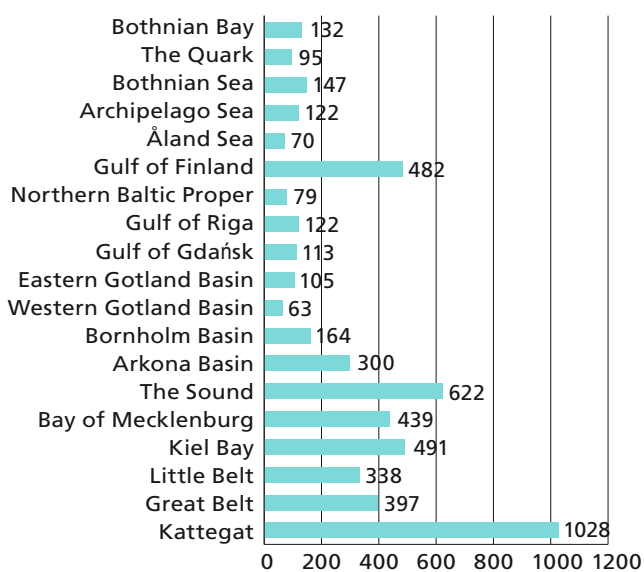 Bothnian Bay 132
The Quark 95
Bothnian Sea 147
Archipelago Sea 122
Åland Sea 70
Gulf of Finland 482
Northern Baltic Proper 79
Gulf of Riga 122
Gulf of Gdańsk 113
Eastern Gotland Basin 105
Western Gotland Basin 63
Bornholm Basin 164
Arkona Basin 300
The Sound 622
Bay of Mecklenburg 439
Kiel Bay 491
Little Belt 338
Great Belt 397
Kattegat 1028
0 200 400 600 800 1000 1200